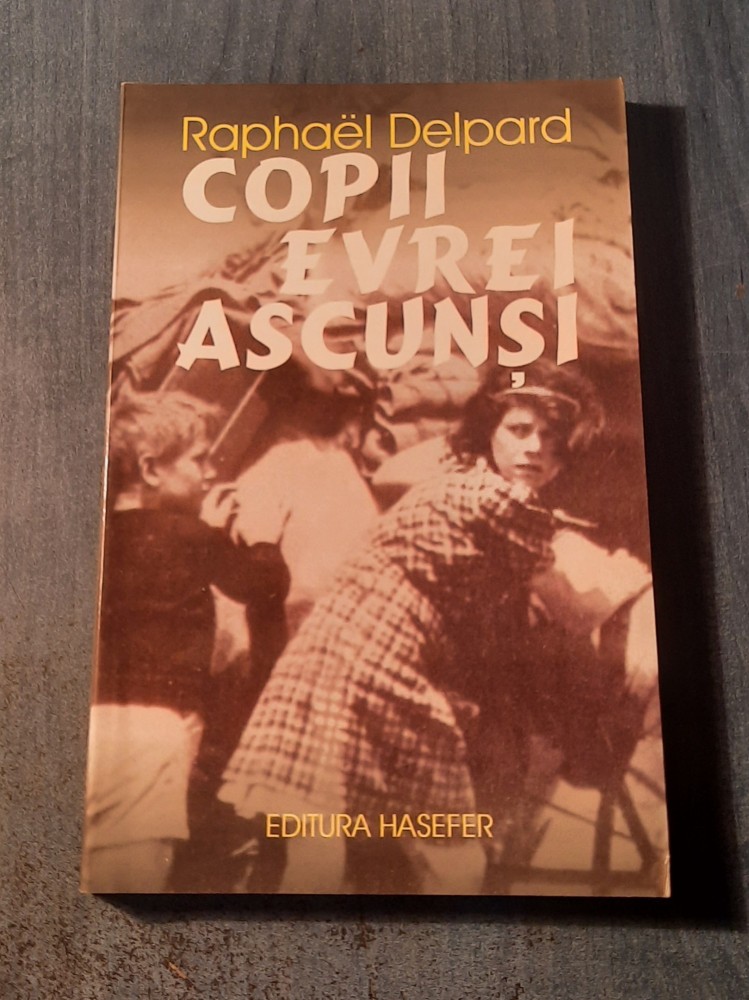 Raphaël Delpard
COPII
EVREI
ASCUNȘI
EDITURA HASEFER